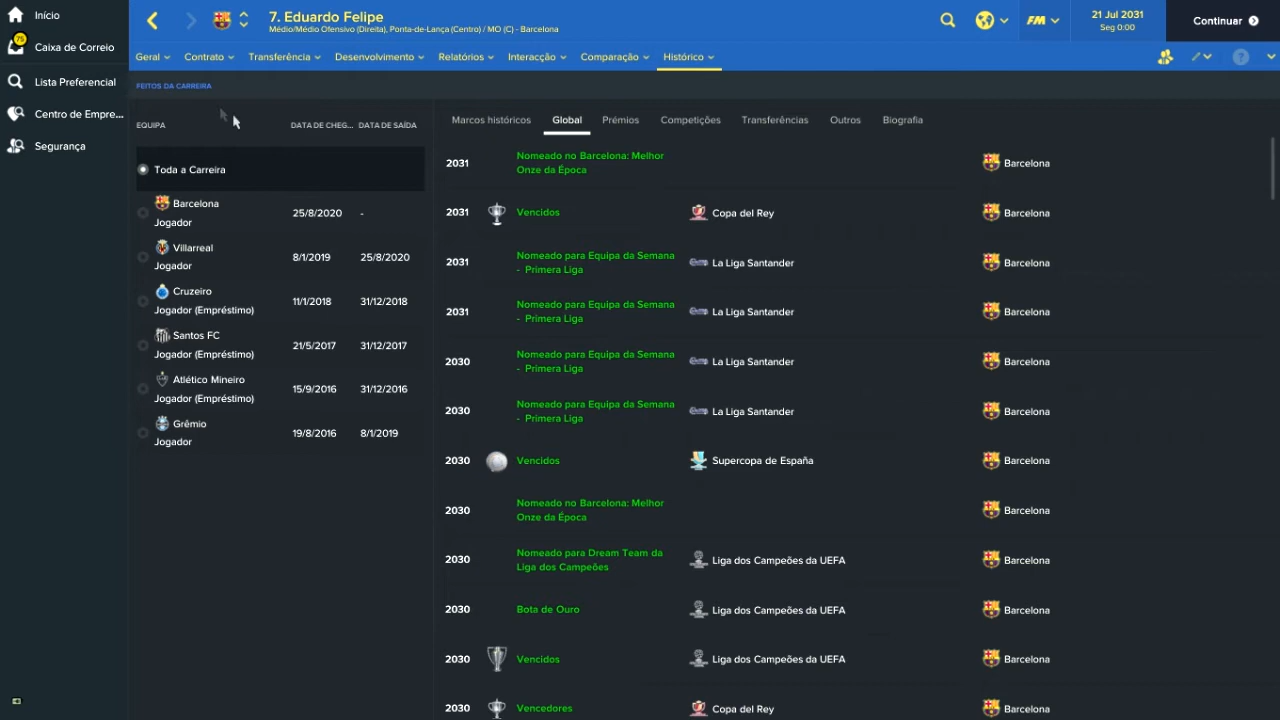 Início
75
Caixa de Correio
Lista Preferencial
Centro de Empre...
Segurança
7. Eduardo Felipe
Médio/Médio Ofensivo (Direita), Ponta-de-Lança (Centro) / MO (C) - Barcelona
FM
21 Jul 2031
Seg 0:00
Continuar
Geral
Contrato
Transferência
Desenvolvimento
Relatórios
Interacção
Comparação
Histórico
?
FEITOS DA CARREIRA
EQUIPA DATA DE CHEG... DATA DE SAÍDA
Toda a Carreira
Barcelona
Jogador
25/8/2020 -
Villarreal
Jogador
8/1/2019 25/8/2020
Cruzeiro
Jogador (Empréstimo)
11/1/2018 31/12/2018
Santos FC
Jogador (Empréstimo)
21/5/2017 31/12/2017
Atlético Mineiro
Jogador (Empréstimo)
15/9/2016 31/12/2016
Grêmio
Jogador
19/8/2016 8/1/2019
Marcos históricos
Global
Prémios
Competições
Transferências
Outros
Biografia
2031 Nomeado no Barcelona: Melhor
Onze da Época
Barcelona
2031 Vencidos Copa del Rey Barcelona
2031 Nomeado para Equipa da Semana
- Primera Liga
La Liga Santander Barcelona
2031 Nomeado para Equipa da Semana
- Primera Liga
La Liga Santander Barcelona
2030 Nomeado para Equipa da Semana
- Primera Liga
La Liga Santander Barcelona
2030 Nomeado para Equipa da Semana
- Primera Liga
La Liga Santander Barcelona
2030 Vencidos Supercopa de España Barcelona
2030 Nomeado no Barcelona: Melhor
Onze da Época
Barcelona
2030 Nomeado para Dream Team da
Liga dos Campeões
Liga dos Campeões da UEFA Barcelona
2030 Bota de Ouro Liga dos Campeões da UEFA Barcelona
2030 Vencidos Liga dos Campeões da UEFA Barcelona
2030 Vencedores Copa del Rey Barcelona